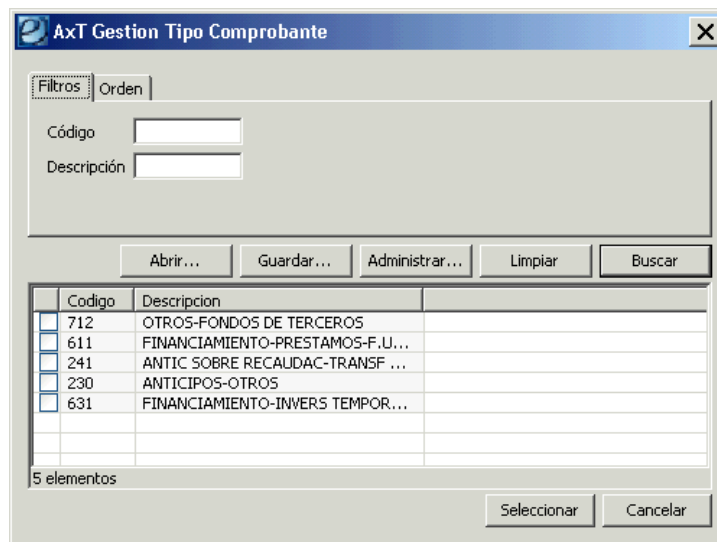 AxT Gestion Tipo Comprobante
Filtros Orden
Código
Descripción
Abrir... Guardar... Administrar... Limpiar Buscar
Codigo Descripcion
712 OTROS-FONDOS DE TERCEROS
611 FINANCIAMIENTO-PRESTAMOS-F.U...
241 ANTIC SOBRE RECAUDAC-TRANSF ...
230 ANTICIPOS-OTROS
631 FINANCIAMIENTO-INVERS TEMPOR...
5 elementos
Seleccionar Cancelar